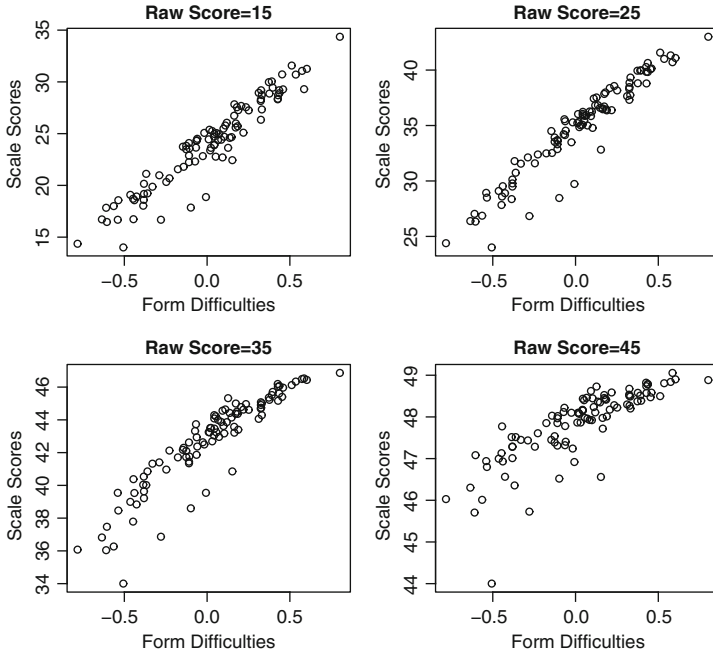 Raw Score=15
Scale Scores
35
30
25
20
15
−0.5 0.0 0.5
Form Difficulties
Raw Score=25
Scale Scores
40
35
30
25
−0.5 0.0 0.5
Form Difficulties
Raw Score=35
Scale Scores
46
44
42
40
38
36
34
−0.5 0.0 0.5
Form Difficulties
Raw Score=45
Scale Scores
49
48
47
46
45
44
−0.5 0.0 0.5
Form Difficulties